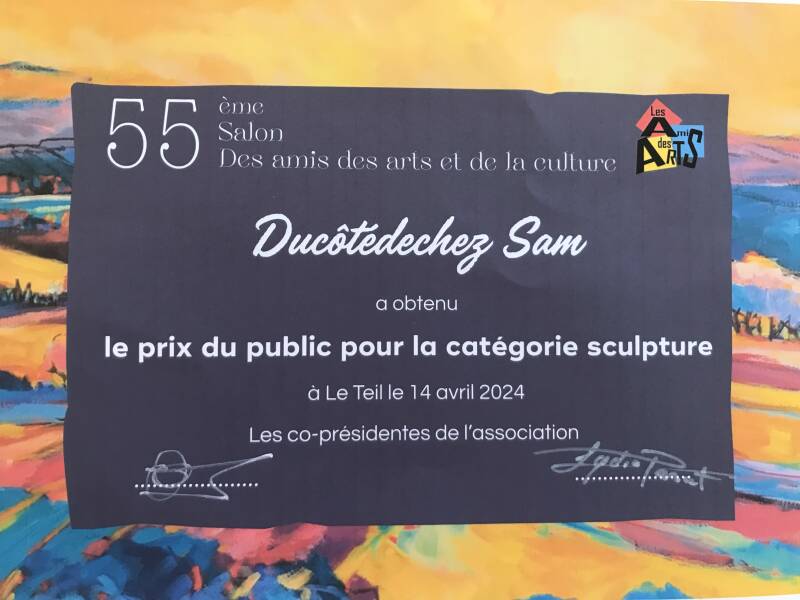 55 ème
Salon
Des amis des arts et de la culture
Les
Amis
des
ARTS
Ducôtédechez Sam
a obtenu
le prix du public pour la catégorie sculpture
à Le Teil le 14 avril 2024
Les co-présidentes de l'association